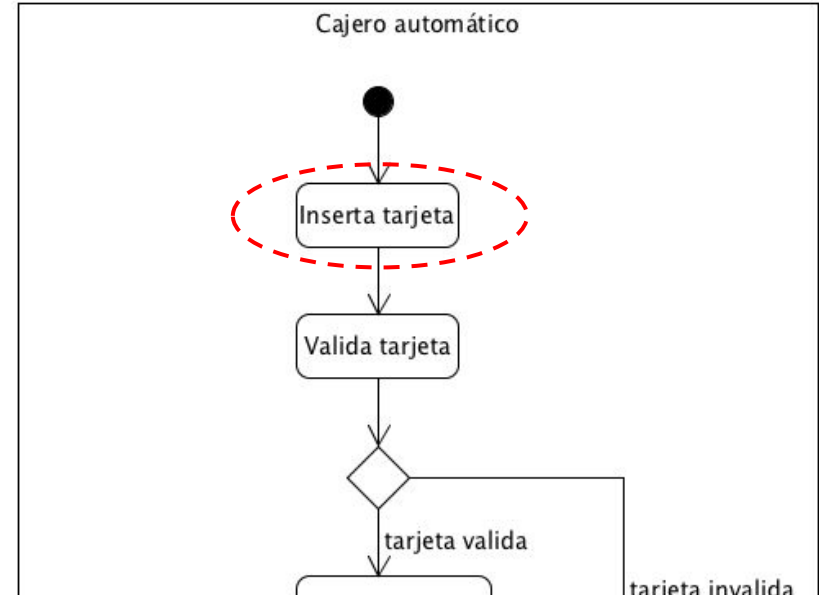 Cajero automático
Inserta tarjeta
Valida tarjeta
tarjeta valida
tarjeta invalida